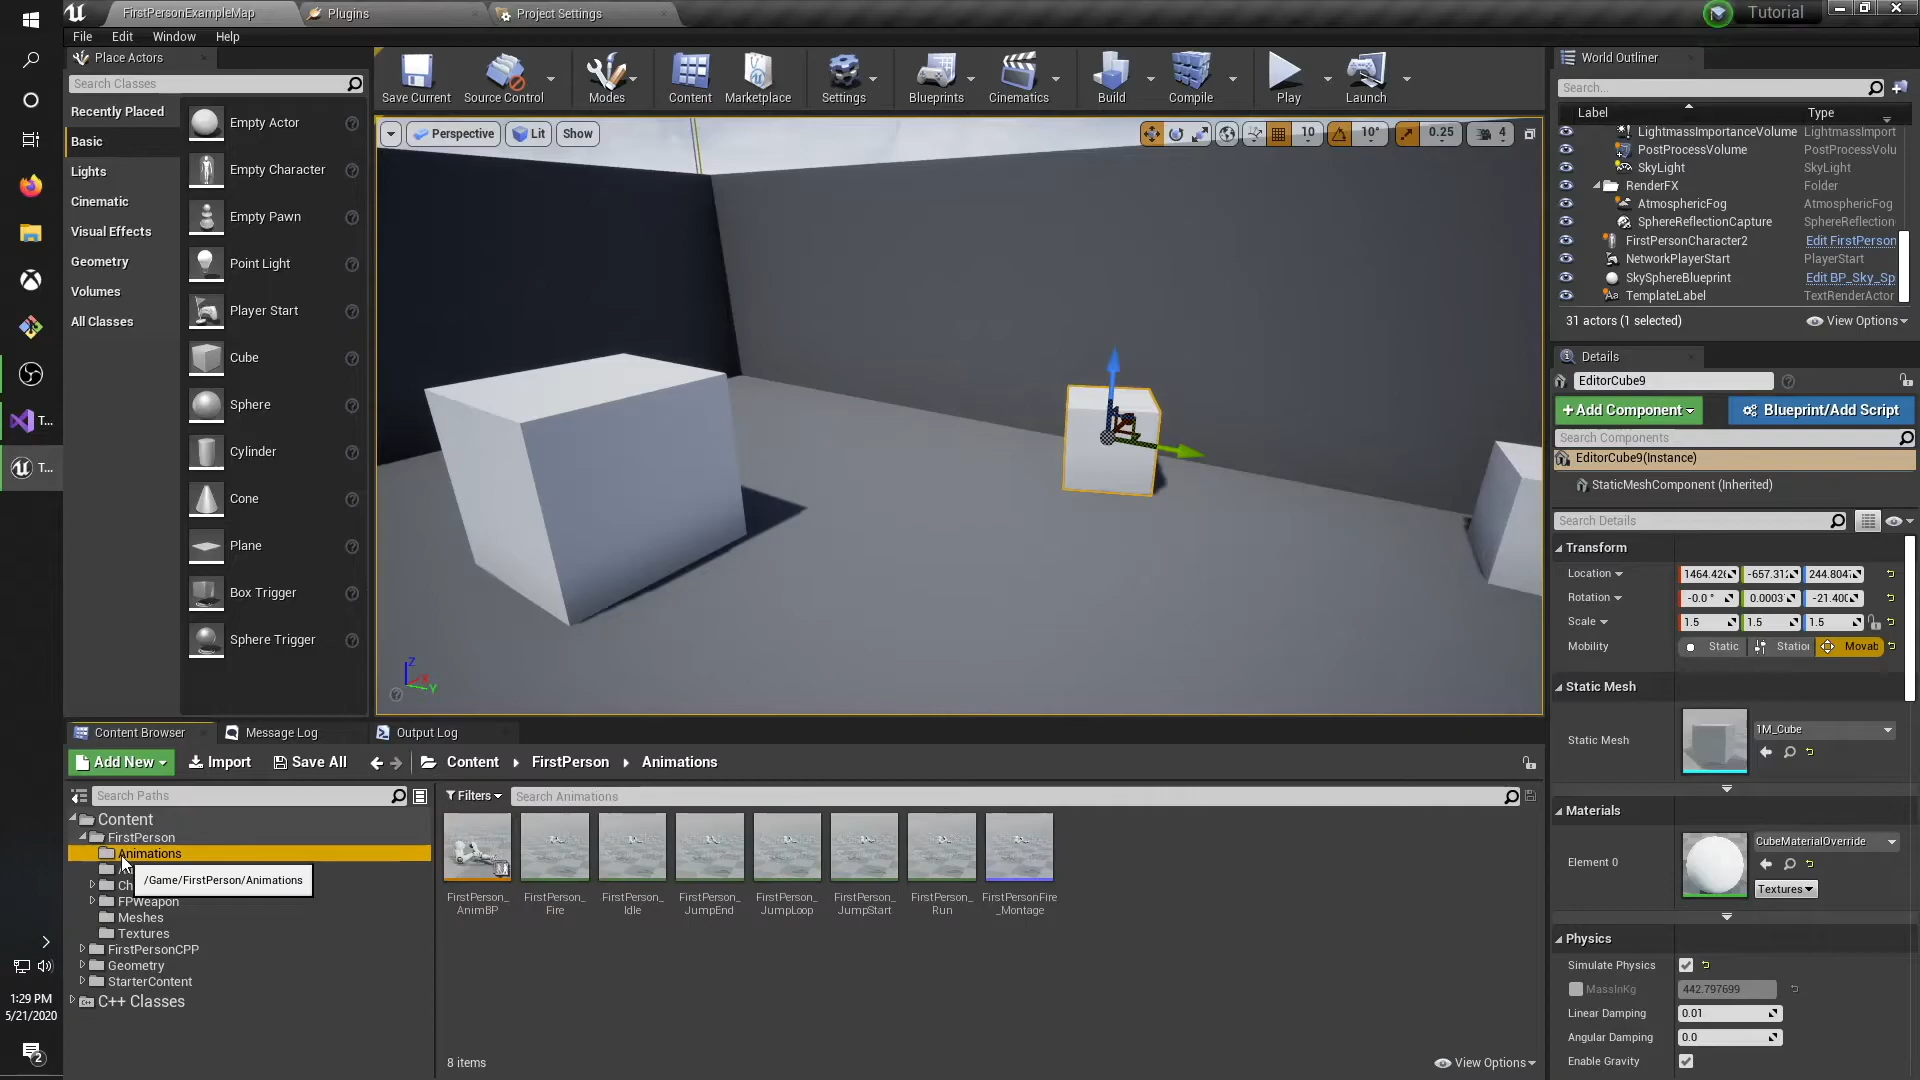 FirstPersonExampleMap
Plugins
Project Settings
Tutorial
File Edit Window Help
Place Actors
Search Classes
Recently Placed
Basic
Lights
Cinematic
Visual Effects
Geometry
Volumes
All Classes
Empty Actor
Empty Character
Empty Pawn
Point Light
Player Start
Cube
Sphere
Cylinder
Cone
Plane
Box Trigger
Sphere Trigger
Save Current
Source Control
Modes
Content
Marketplace
Settings
Blueprints
Cinematics
Build
Compile
Play
Launch
Perspective
Lit
Show
10
10°
0.25
4
Z
X
Y
T...
T...
1:29 PM
5/21/2020
2
World Outliner
Search...
Label Type
LightmassImportanceVolume LightmassImport
PostProcessVolume PostProcessVolu
SkyLight SkyLight
RenderFX Folder
AtmosphericFog AtmosphericFog
SphereReflectionCapture SphereReflection
FirstPersonCharacter2 Edit FirstPerson
NetworkPlayerStart PlayerStart
SkySphereBlueprint Edit BP_Sky_Sp
TemplateLabel TextRenderActor
31 actors (1 selected) View Options
Details
EditorCube9
+Add Component
Blueprint/Add Script
Search Components
EditorCube9(Instance)
StaticMeshComponent (Inherited)
Search Details
Transform
Location 1464.426 -657.312 244.8047
Rotation -0.0 ° 0.0003 -21.400
Scale 1.5 1.5 1.5
Mobility Static Station Movab
Static Mesh
Static Mesh
1M_Cube
Materials
Element 0
CubeMaterialOverride
Textures
Physics
Simulate Physics
MassInKg 442.797699
Linear Damping 0.01
Angular Damping 0.0
Enable Gravity
Content Browser
Message Log
Output Log
Add New
Import
Save All
Content FirstPerson Animations
Search Paths
Filters
Search Animations
Content
FirstPerson
Animations
/Game/FirstPerson/Animations
Ch
FPWeapon
Meshes
Textures
FirstPersonCPP
Geometry
StarterContent
C++ Classes
FirstPerson_
AnimBP
FirstPerson_
Fire
FirstPerson_
Idle
FirstPerson_
JumpEnd
FirstPerson_
JumpLoop
FirstPerson_
JumpStart
FirstPerson_
Run
FirstPersonFire
_Montage
8 items
View Options